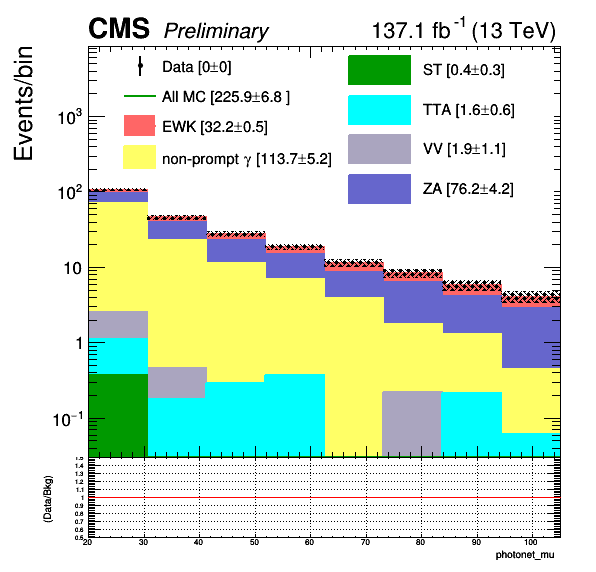 CMS Preliminary 137.1 fb⁻¹ (13 TeV)
Events/bin
Data [0±0]
All MC [225.9±6.8 ]
EWK [32.2±0.5]
non-prompt γ [113.7±5.2]
ST [0.4±0.3]
TTA [1.6±0.6]
VV [1.9±1.1]
ZA [76.2±4.2]
10³
10²
10
1
10⁻¹
(Data/Bkg)
1.5
1.4
1.3
1.2
1.1
1
0.9
0.8
0.7
0.6
0.5
20 30 40 50 60 70 80 90 100
photonet_mu